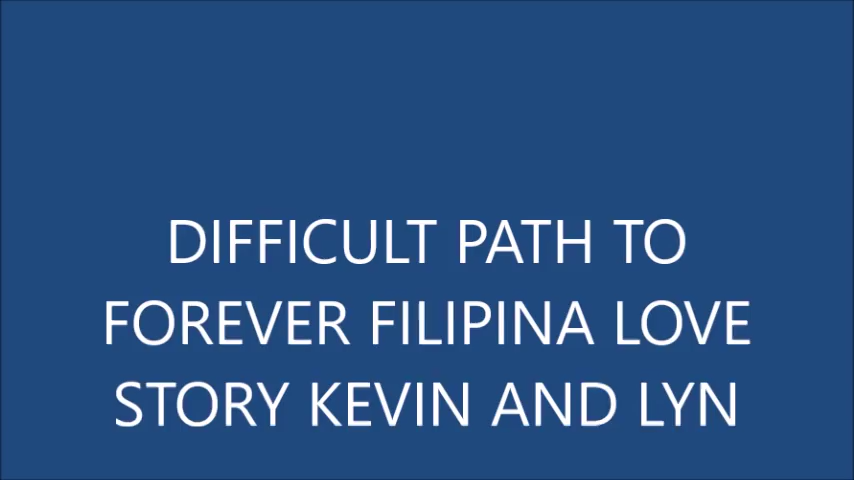 DIFFICULT PATH TO
FOREVER FILIPINA LOVE
STORY KEVIN AND LYN